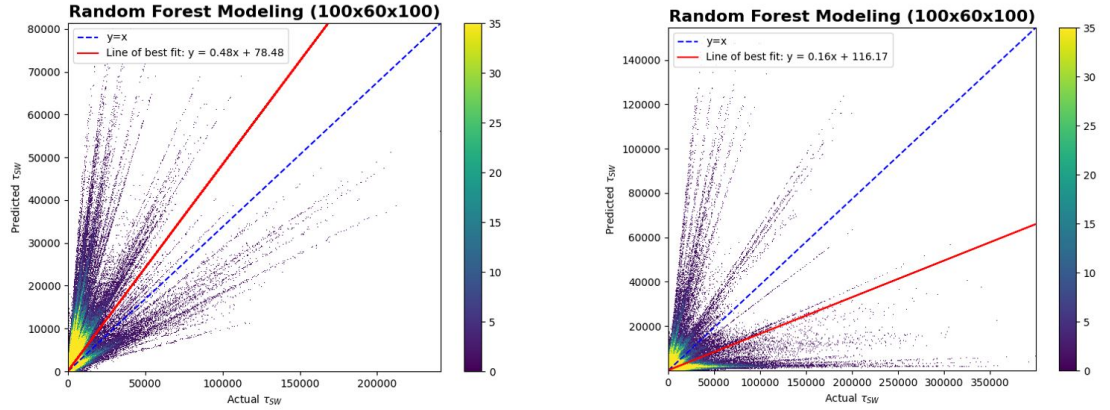 Random Forest Modeling (100x60x100)
y=x
Line of best fit: y = 0.48x + 78.48
80000
70000
60000
50000
40000
30000
20000
10000
0
Predicted τSW
0 50000 100000 150000 200000
Actual τSW
35
30
25
20
15
10
5
0
Random Forest Modeling (100x60x100)
y=x
Line of best fit: y = 0.16x + 116.17
140000
120000
100000
80000
60000
40000
20000
Predicted τSW
0 50000 100000 150000 200000 250000 300000 350000
Actual τSW
35
30
25
20
15
10
5
0